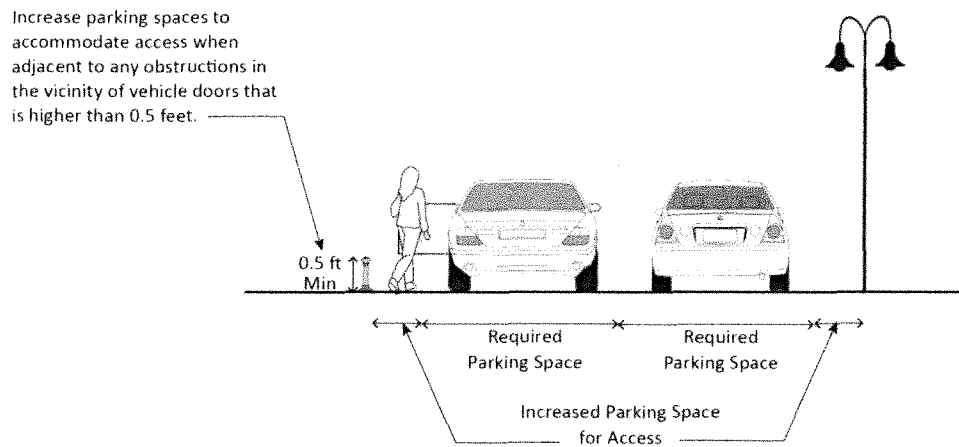 Increase parking spaces to
accommodate access when
adjacent to any obstructions in
the vicinity of vehicle doors that
is higher than 0.5 feet.
0.5 ft
Min
Required
Parking Space
Required
Parking Space
Increased Parking Space
for Access